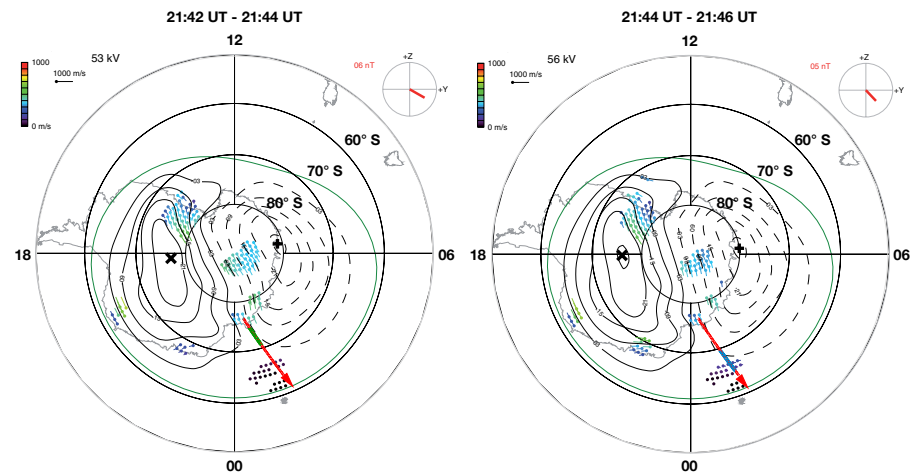 21:42 UT - 21:44 UT
12
53 kV
1000
1000 m/s
0 m/s
06 nT
+Z
+Y
60° S
70° S
80° S
18
00
21:44 UT - 21:46 UT
12
56 kV
1000
1000 m/s
0 m/s
05 nT
+Z
+Y
60° S
70° S
80° S
18
06
00